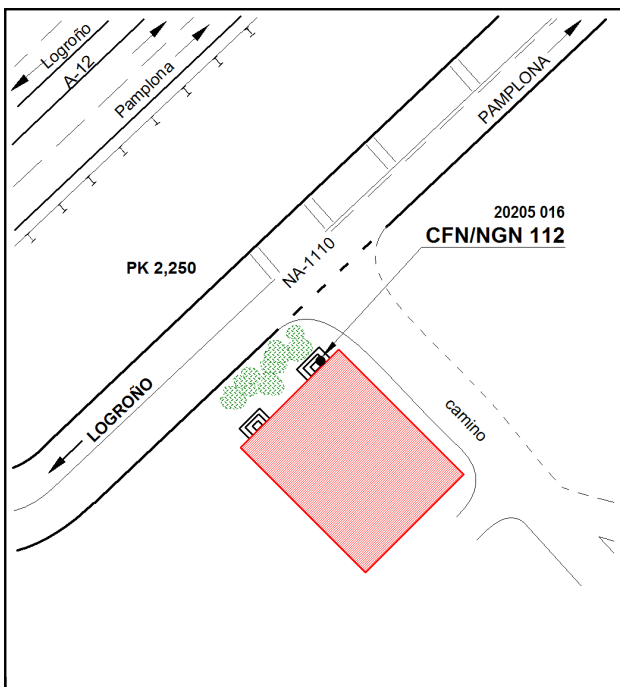 Logroño
A-12
Pamplona
PAMPLONA
20205 016
CFN/NGN 112
NA-1110
PK 2,250
LOGROÑO
camino